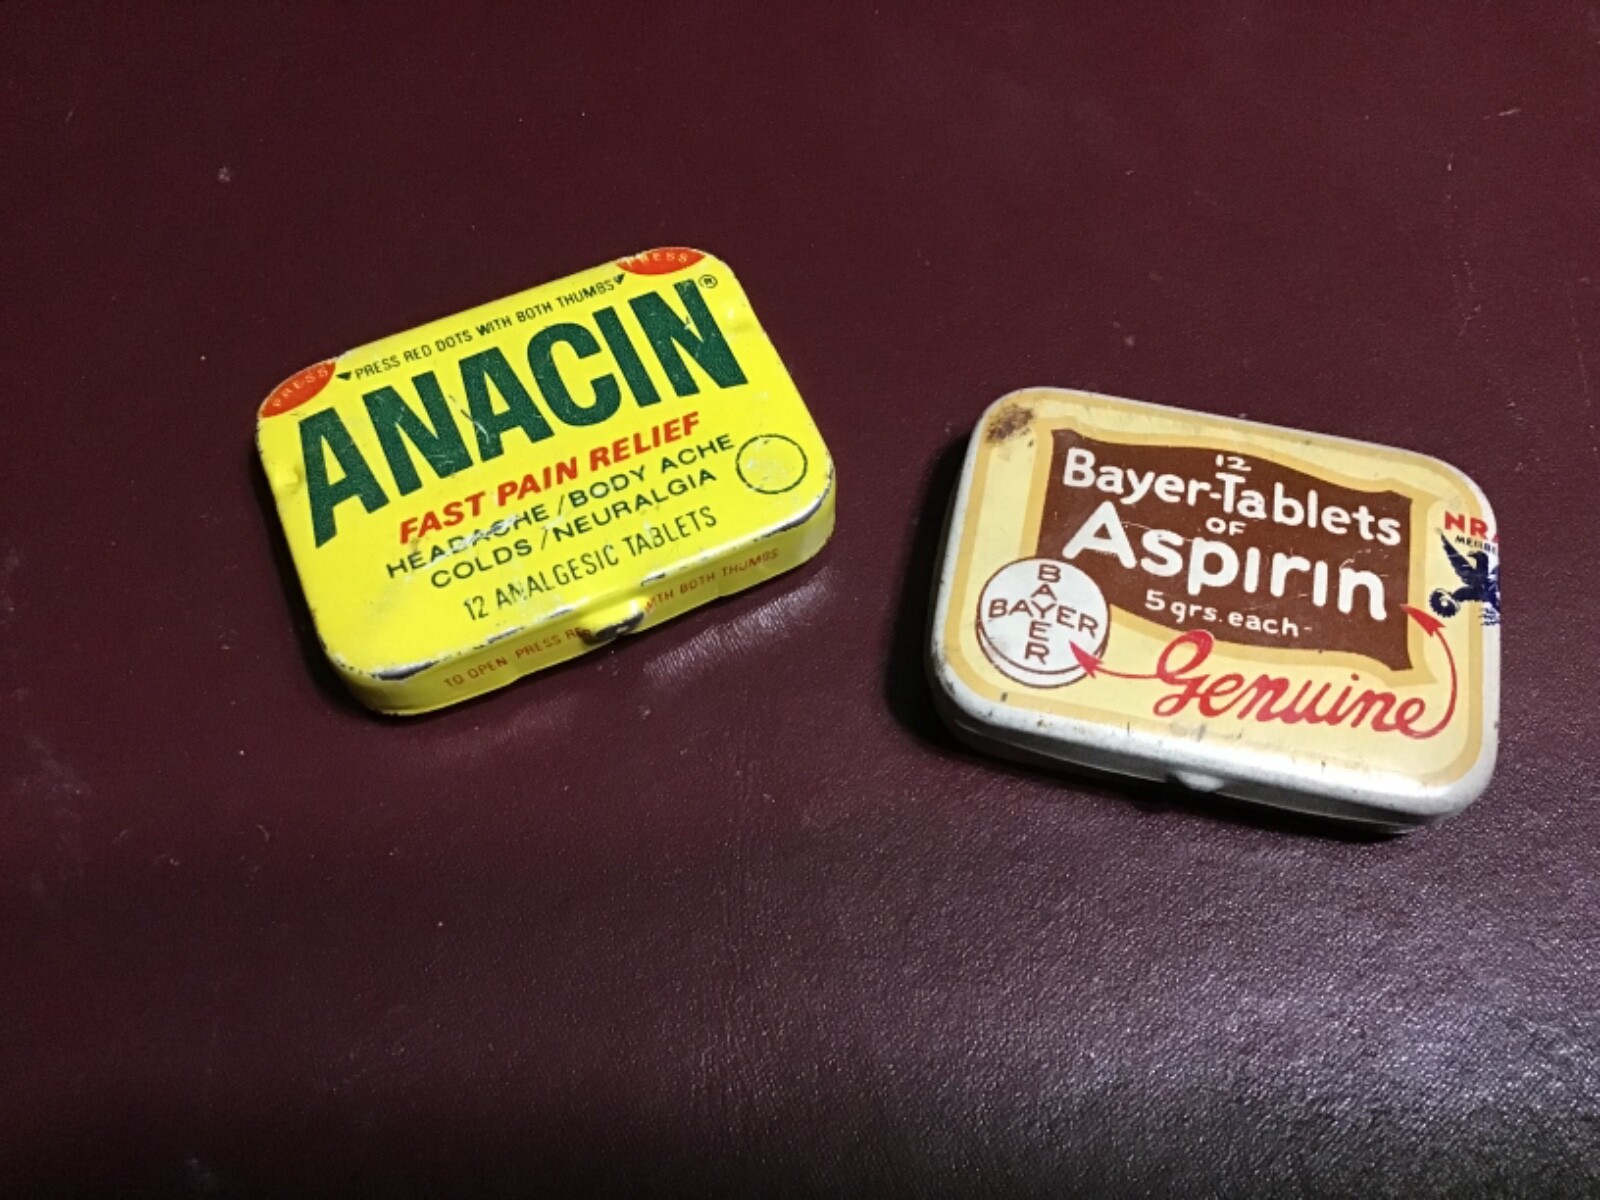 PRESS
PRESS
PRESS RED DOTS WITH BOTH THUMBS
ANACIN®
FAST PAIN RELIEF
HEADACHE/BODY ACHE
COLDS/NEURALGIA
12 ANALGESIC TABLETS
TO OPEN PRESS RE WITH BOTH THUMBS
12
Bayer-Tablets
OF
Aspirin
5 grs. each-
BAYER
BAYER
Genuine
NR